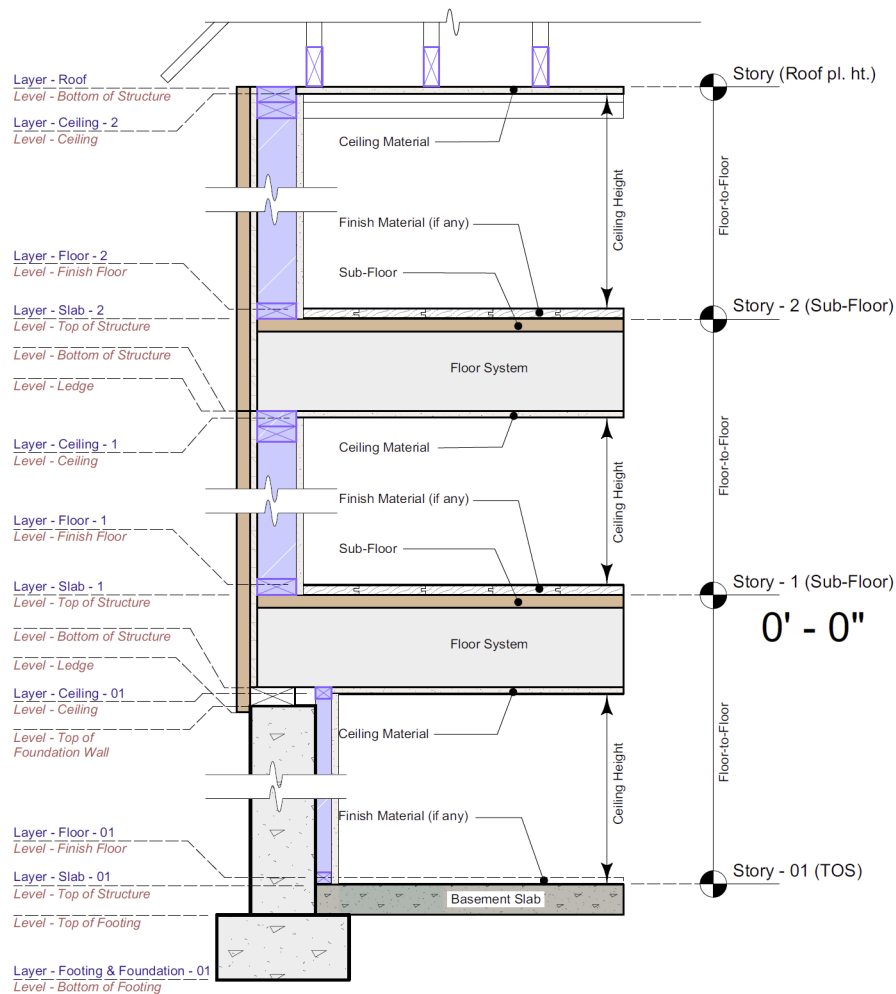 Layer - Roof
Level - Bottom of Structure
Layer - Ceiling - 2
Level - Ceiling
Layer - Floor - 2
Level - Finish Floor
Layer - Slab - 2
Level - Top of Structure
Level - Bottom of Structure
Level - Ledge
Layer - Ceiling - 1
Level - Ceiling
Layer - Floor - 1
Level - Finish Floor
Layer - Slab - 1
Level - Top of Structure
Level - Bottom of Structure
Level - Ledge
Layer - Ceiling - 01
Level - Ceiling
Level - Top of
Foundation Wall
Layer - Floor - 01
Level - Finish Floor
Layer - Slab - 01
Level - Top of Structure
Level - Top of Footing
Layer - Footing & Foundation - 01
Level - Bottom of Footing
Ceiling Material
Finish Material (if any)
Sub-Floor
Floor System
Ceiling Material
Finish Material (if any)
Sub-Floor
Floor System
Ceiling Material
Finish Material (if any)
Basement Slab
Ceiling Height
Ceiling Height
Ceiling Height
Floor-to-Floor
Floor-to-Floor
Floor-to-Floor
Story (Roof pl. ht.)
Story - 2 (Sub-Floor)
Story - 1 (Sub-Floor)
0' - 0"
Story - 01 (TOS)